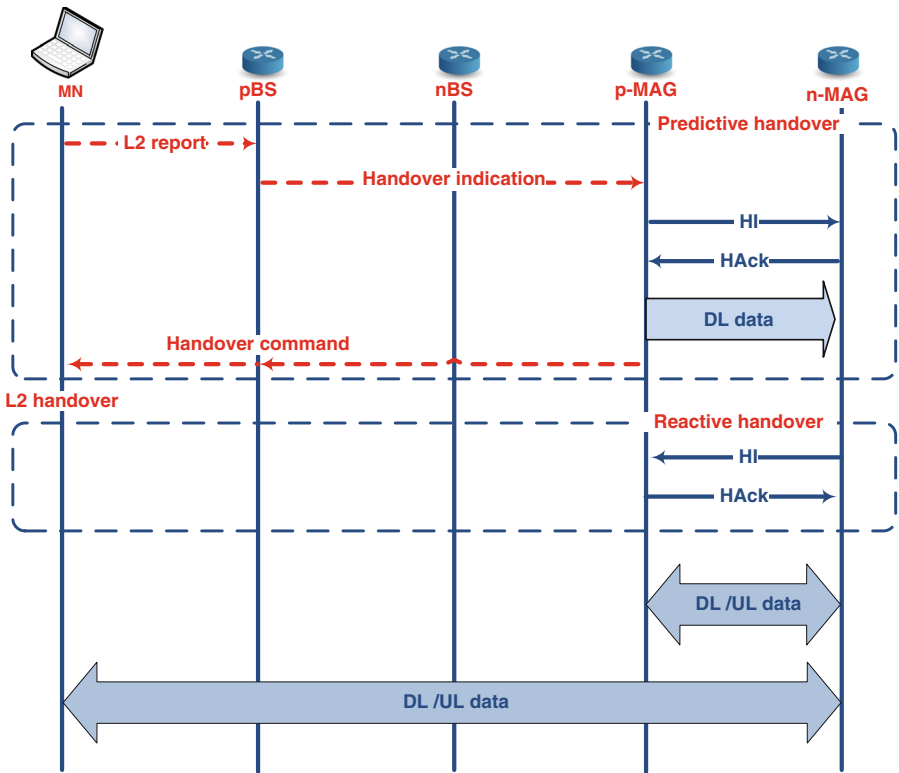 MN
pBS
nBS
p-MAG
n-MAG
Predictive handover
L2 report
Handover indication
HI
HAck
DL data
Handover command
L2 handover
Reactive handover
HI
HAck
DL /UL data
DL /UL data